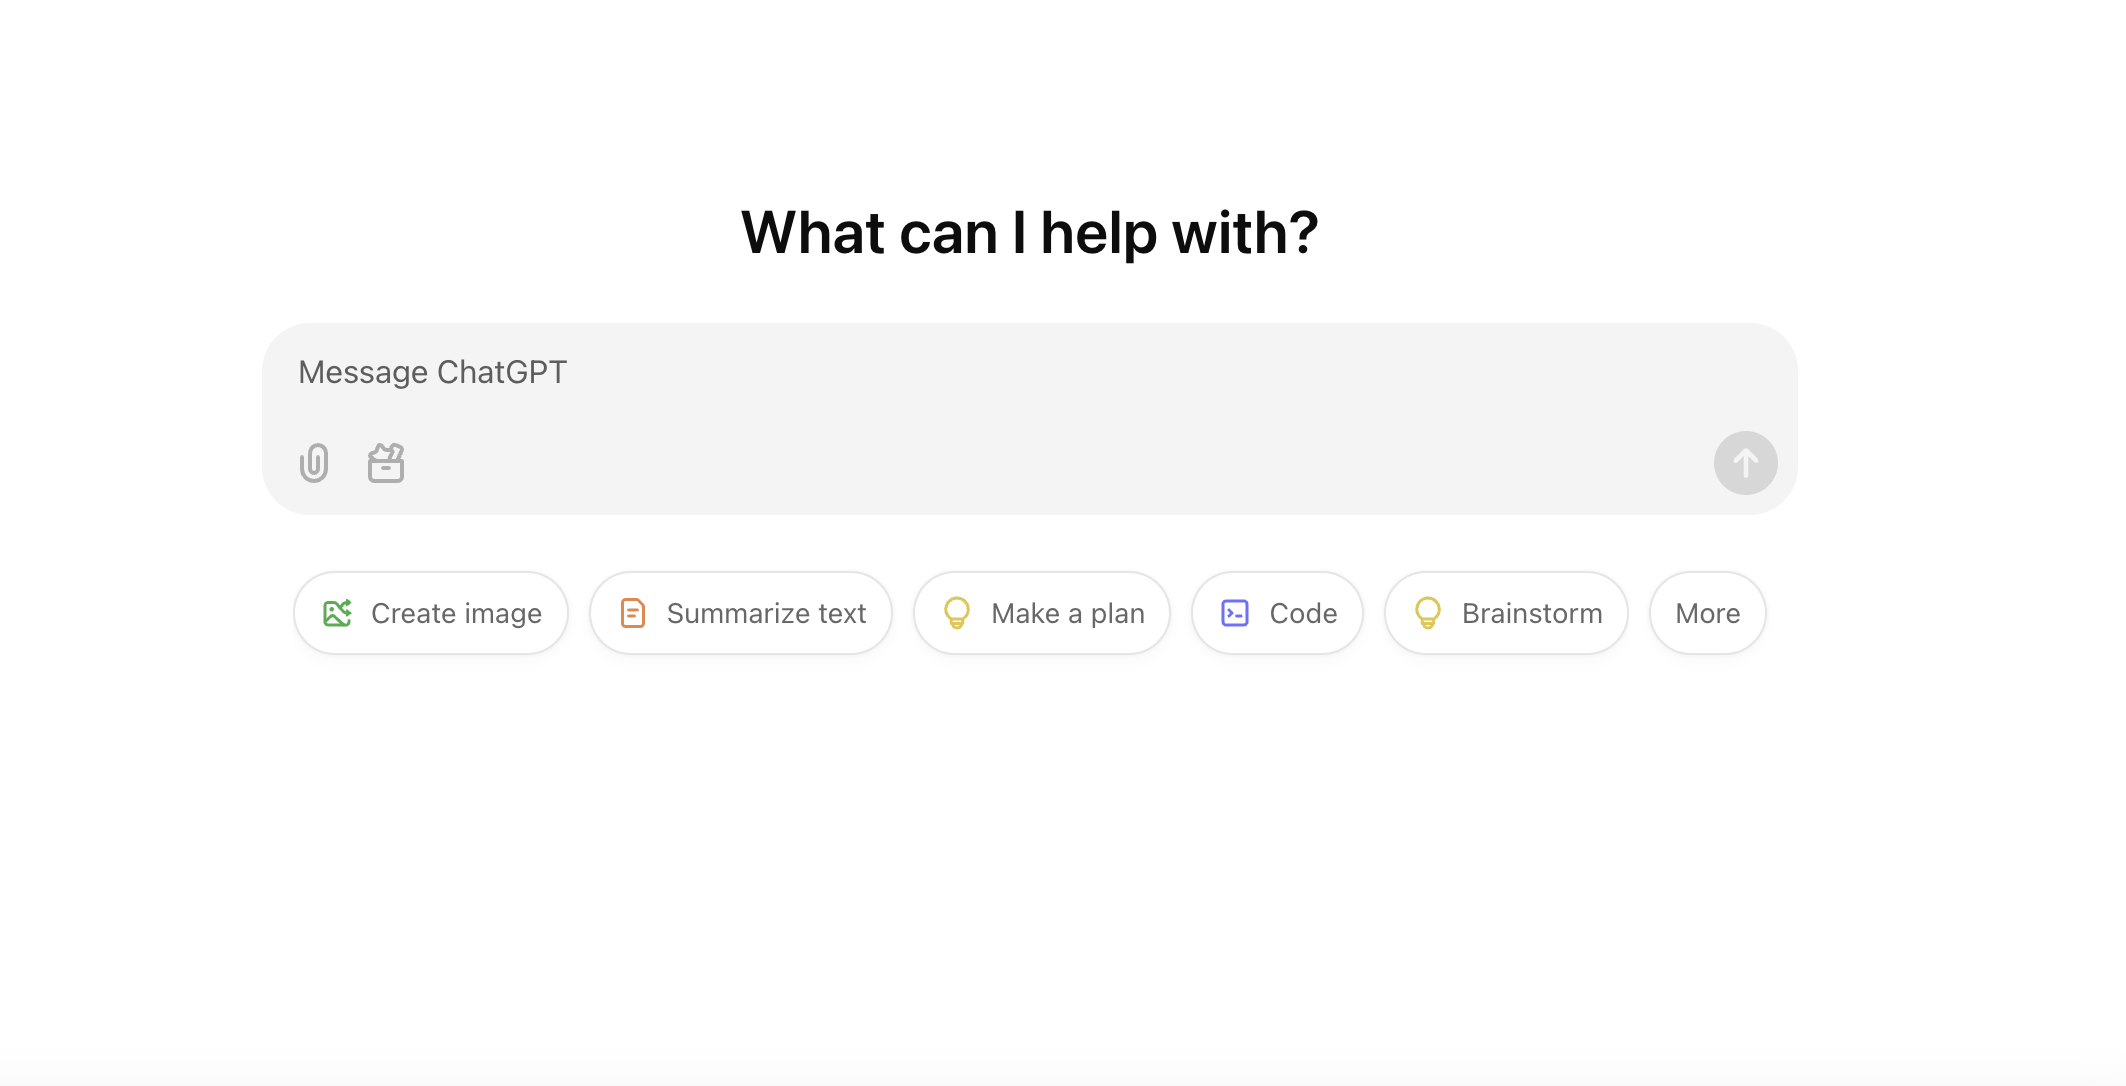 What can I help with?
Message ChatGPT
Create image
Summarize text
Make a plan
Code
Brainstorm
More